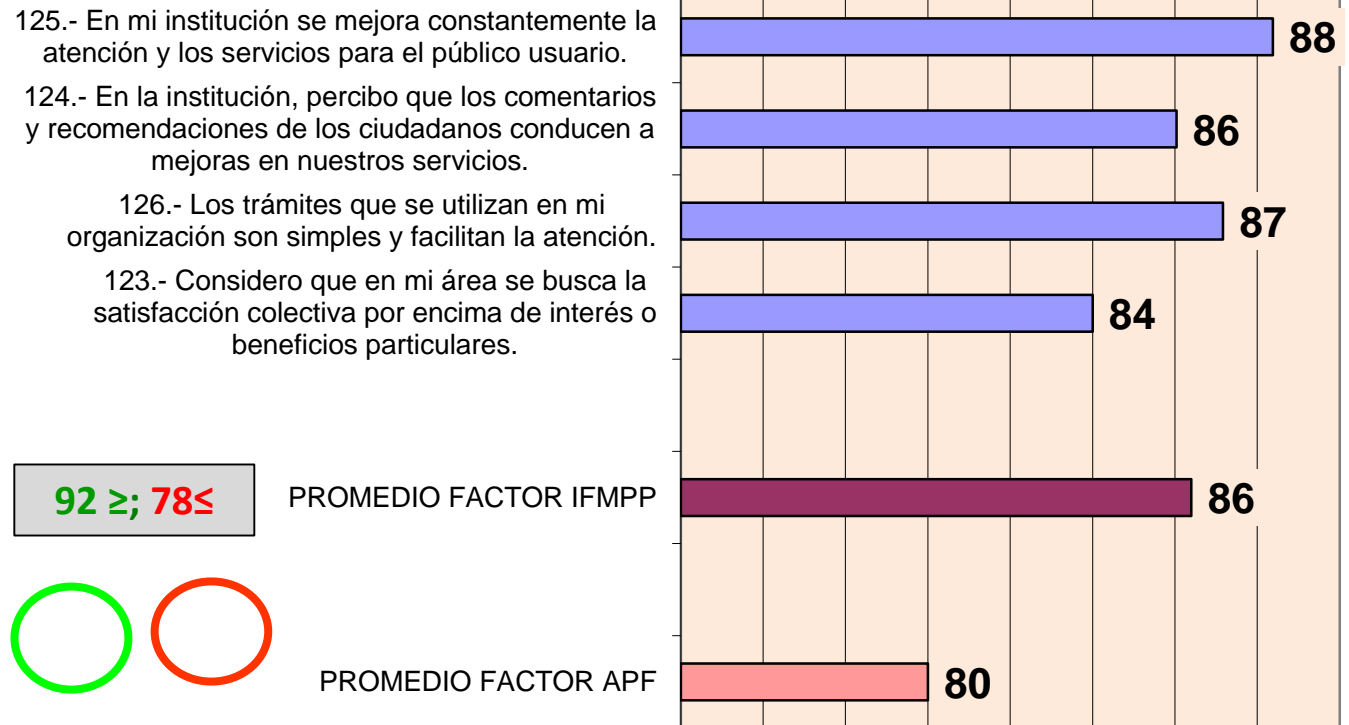 125.- En mi institución se mejora constantemente la
atención y los servicios para el público usuario.
88
124.- En la institución, percibo que los comentarios
y recomendaciones de los ciudadanos conducen a
mejoras en nuestros servicios.
86
126.- Los trámites que se utilizan en mi
organización son simples y facilitan la atención.
87
123.- Considero que en mi área se busca la
satisfacción colectiva por encima de interés o
beneficios particulares.
84
92 ≥; 78≤
PROMEDIO FACTOR IFMPP
86
PROMEDIO FACTOR APF
80